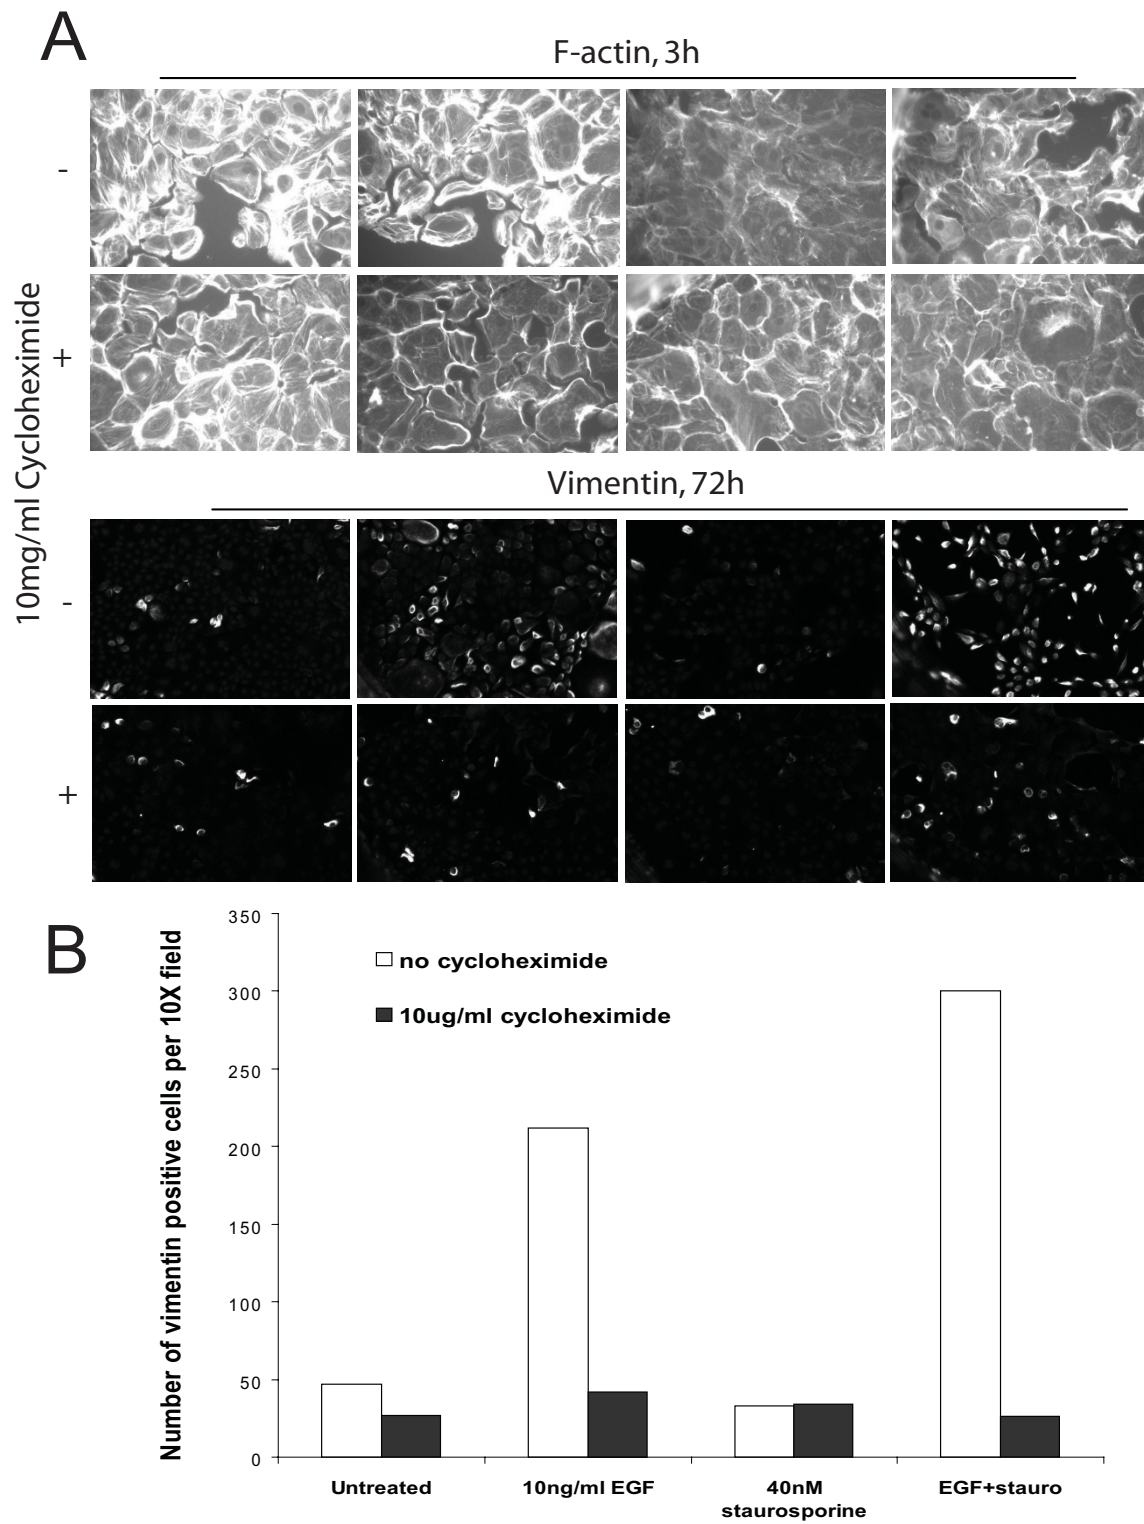 A
F-actin, 3h
-
+
10mg/ml Cycloheximide
Vimentin, 72h
-
+
B
Number of vimentin positive cells per 10X field
350
300
250
200
150
100
50
0
no cycloheximide
10ug/ml cycloheximide
Untreated
10ng/ml EGF
40nM
staurosporine
EGF+stauro